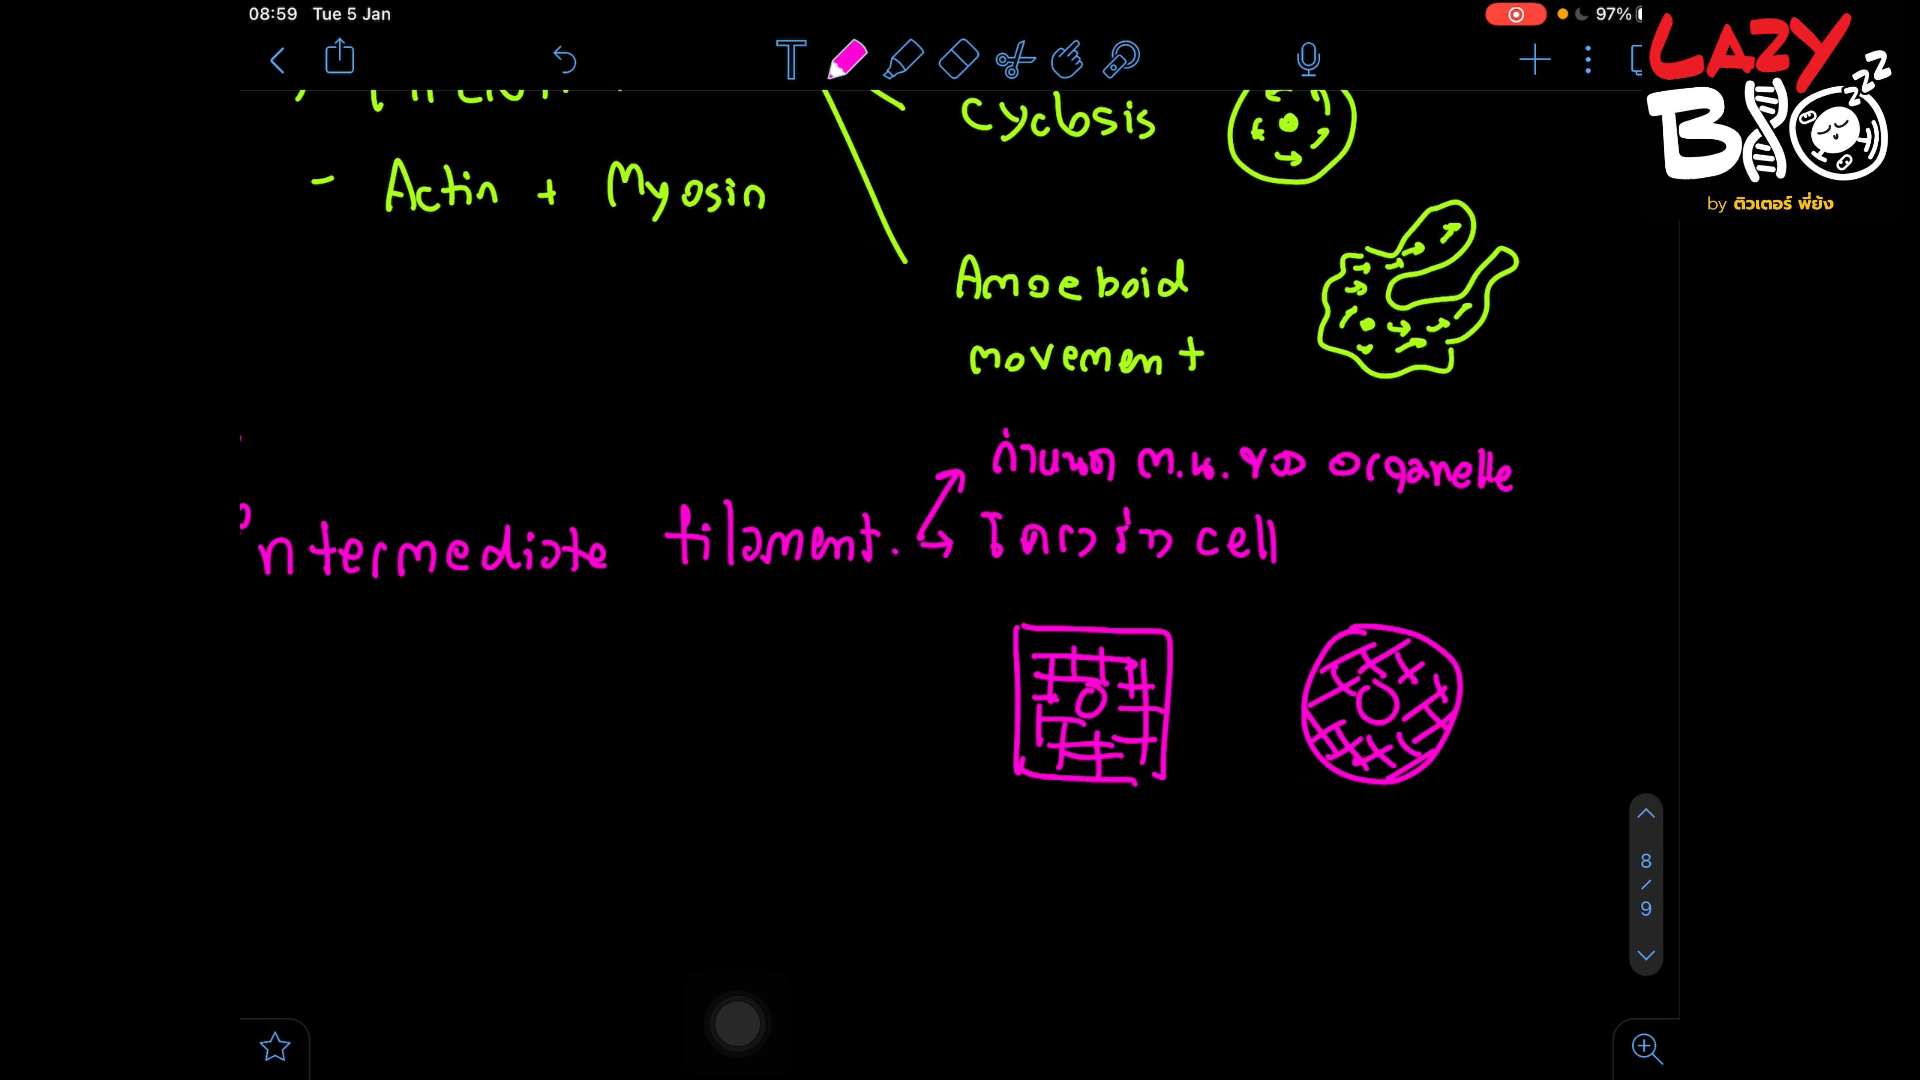 08:59 Tue 5 Jan
97%
LAZY
BIO zzz
by ติวเตอร์ พี่ยัง
Cyclosis
- Actin + Myosin
Amoeboid
movement
กำหนด ต.น. ของ organelle
Intermediate filament.
โครงร่าง cell
8
/
9